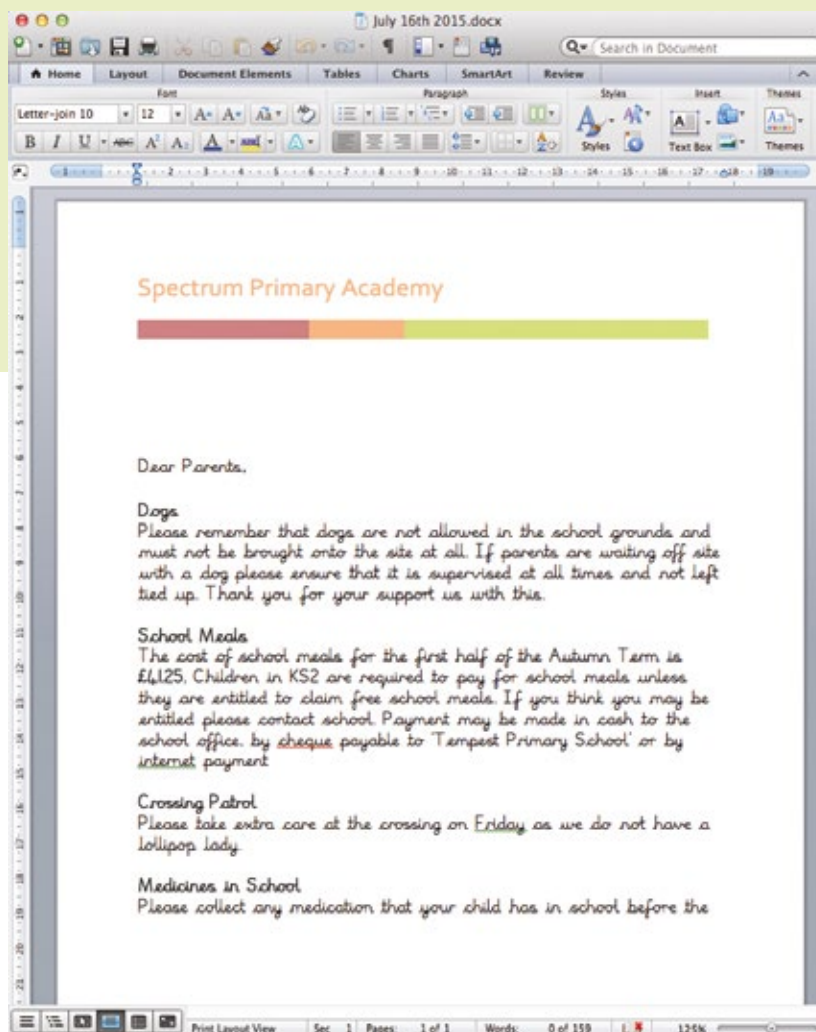 July 16th 2015.docx
Search in Document
Home Layout Document Elements Tables Charts SmartArt Review
Font Paragraph Styles Insert Themes
Letter-join 10 12
Styles Text Box Themes
Spectrum Primary Academy
Dear Parents,
Dogs
Please remember that dogs are not allowed in the school grounds and
must not be brought onto the site at all. If parents are waiting off site
with a dog please ensure that it is supervised at all times and not left
tied up. Thank you for your support us with this.
School Meals
The cost of school meals for the first half of the Autumn Term is
£41.25. Children in KS2 are required to pay for school meals unless
they are entitled to claim free school meals. If you think you may be
entitled please contact school. Payment may be made in cash to the
school office, by cheque payable to 'Tempest Primary School' or by
internet payment
Crossing Patrol
Please take extra care at the crossing on Friday as we do not have a
lollipop lady.
Medicines in School
Please collect any medication that your child has in school before the
Print Layout View Sec 1 Pages: 1 of 1 Words: 0 of 159 125%